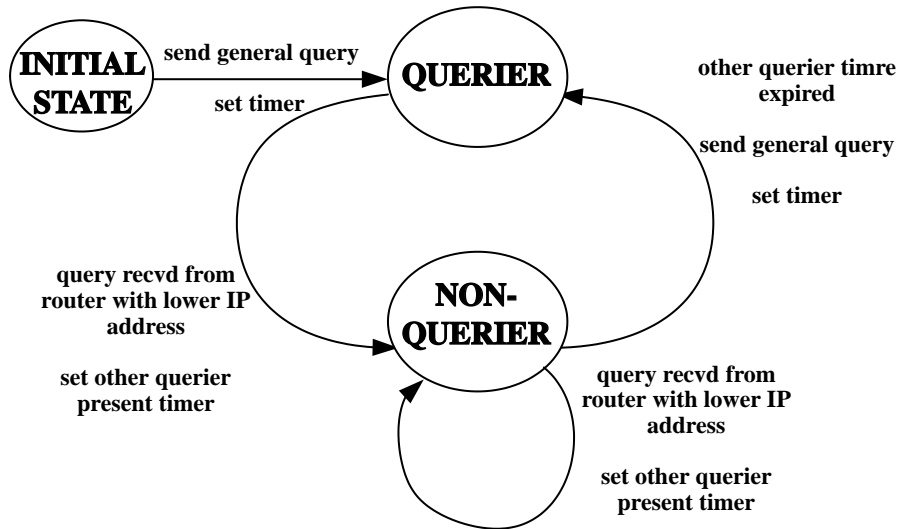 INITIAL
STATE
send general query
set timer
QUERIER
other querier timre
expired
send general query
set timer
query recvd from
router with lower IP
address
set other querier
present timer
NON-
QUERIER
query recvd from
router with lower IP
address
set other querier
present timer